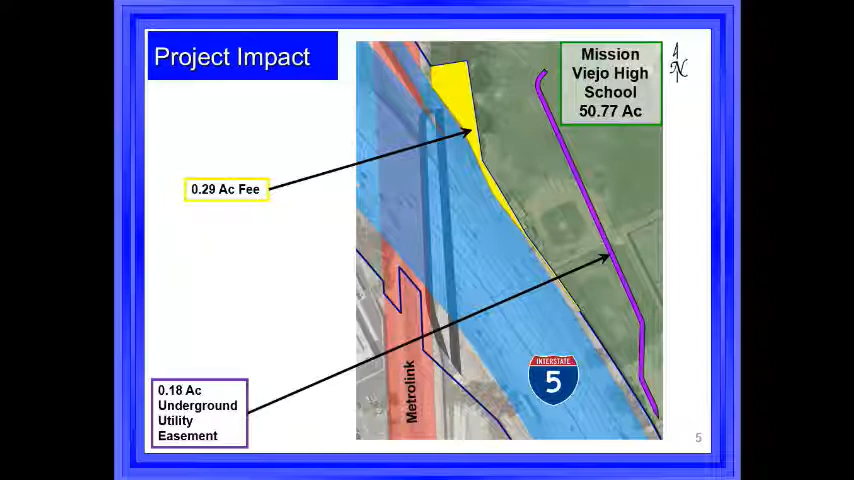 Project Impact
Mission
Viejo High
School
50.77 Ac
N
0.29 Ac Fee
INTERSTATE
5
Metrolink
0.18 Ac
Underground
Utility
Easement
5